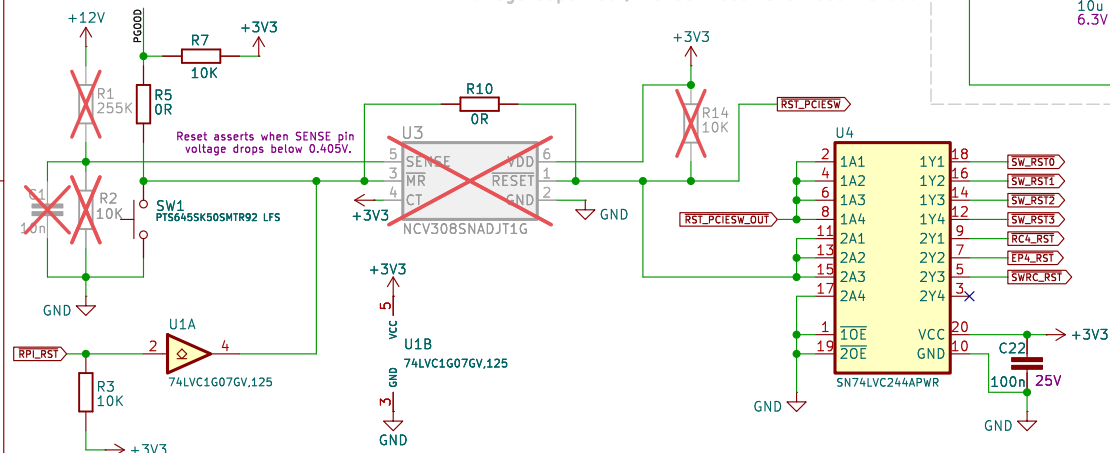 10u
6.3V
+12V
PGOOD
R7
10K
+3V3
R1
255K
R5
0R
Reset asserts when SENSE pin
voltage drops below 0.405V.
C1
10n
R2
10K
SW1
PTS645SK50SMTR92 LFS
GND
R10
0R
U3
5 SENSE VDD 6
3 MR RESET 1
4 CT GND 2
NCV308SNADJT1G
+3V3
GND
+3V3
R14
10K
RST_PCIESW
RST_PCIESW_OUT
U4
2 1A1 1Y1 18 SW_RST0
4 1A2 1Y2 16 SW_RST1
6 1A3 1Y3 14 SW_RST2
8 1A4 1Y4 12 SW_RST3
11 2A1 2Y1 9 RC4_RST
13 2A2 2Y2 7 EP4_RST
15 2A3 2Y3 5 SWRC_RST
17 2A4 2Y4 3
1 1OE VCC 20 +3V3
19 2OE GND 10
SN74LVC244APWR
C22
100n 25V
GND
GND
RPI_RST
2 U1A 4
74LVC1G07GV,125
R3
10K
+3V3
+3V3
5
VCC
U1B
74LVC1G07GV,125
GND
3
GND